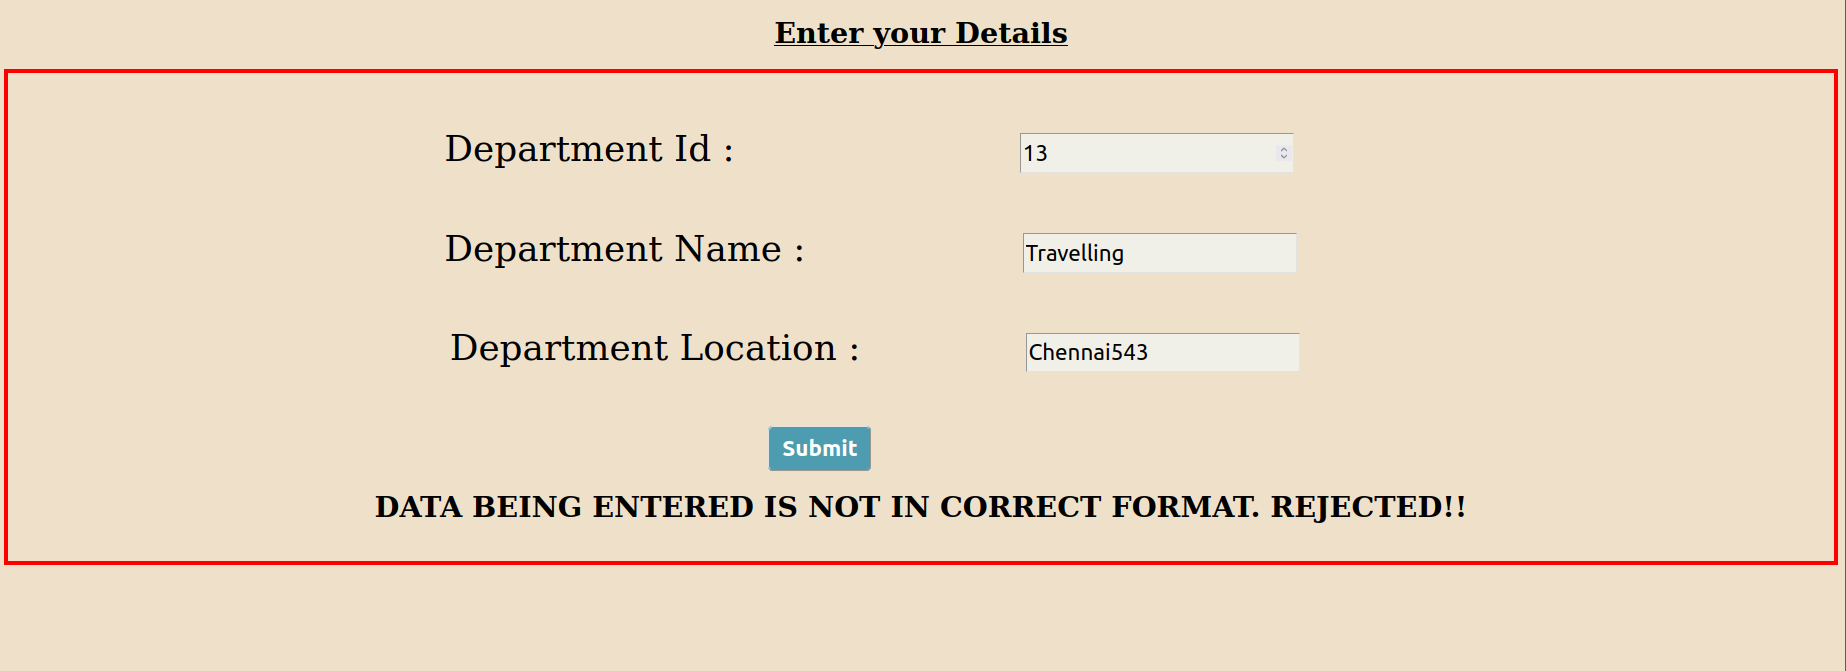 Enter your Details
Department Id : 13
Department Name : Travelling
Department Location : Chennai543
Submit
DATA BEING ENTERED IS NOT IN CORRECT FORMAT. REJECTED!!